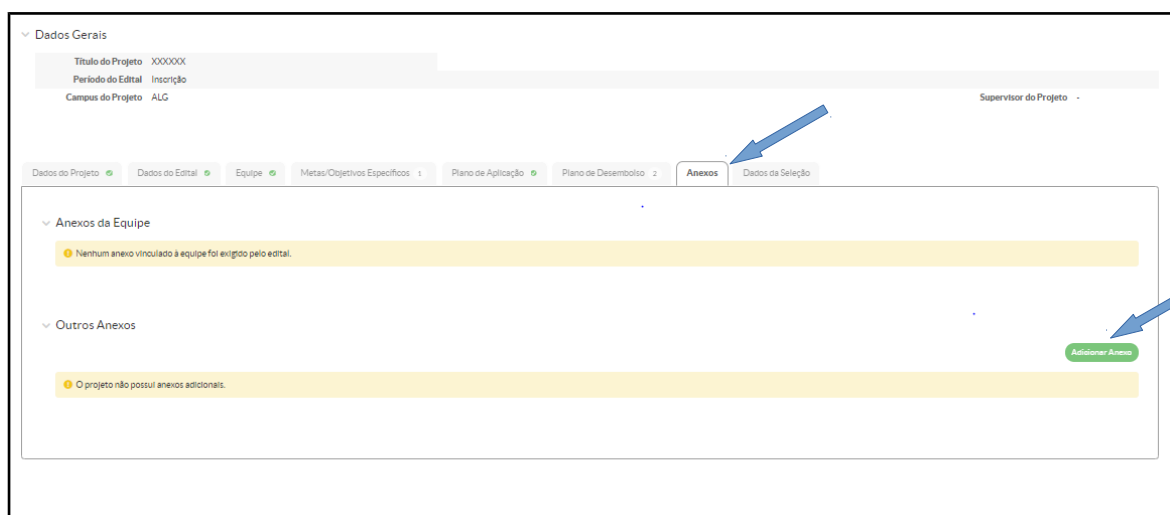 Dados Gerais
Título do Projeto XXXXXX
Período do Edital Inscrição
Campus do Projeto ALG Supervisor do Projeto -
Dados do Projeto Dados do Edital Equipe Metas/Objetivos Específicos 1 Plano de Aplicação Plano de Desembolso 2 Anexos Dados da Seleção
Anexos da Equipe
Nenhum anexo vinculado à equipe foi exigido pelo edital.
Outros Anexos
Adicionar Anexo
O projeto não possui anexos adicionais.